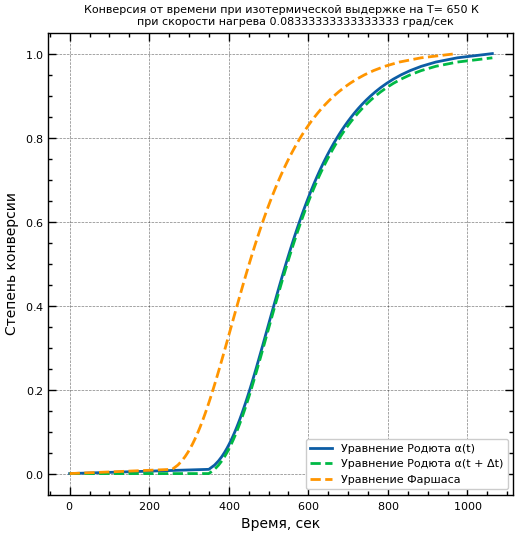 Конверсия от времени при изотермической выдержке на T= 650 K
при скорости нагрева 0.08333333333333333 град/сек
Степень конверсии
1.0
0.8
0.6
0.4
0.2
0.0
Уравнение Родюта α(t)
Уравнение Родюта α(t + Δt)
Уравнение Фаршаса
0
200
400
600
800
1000
Время, сек